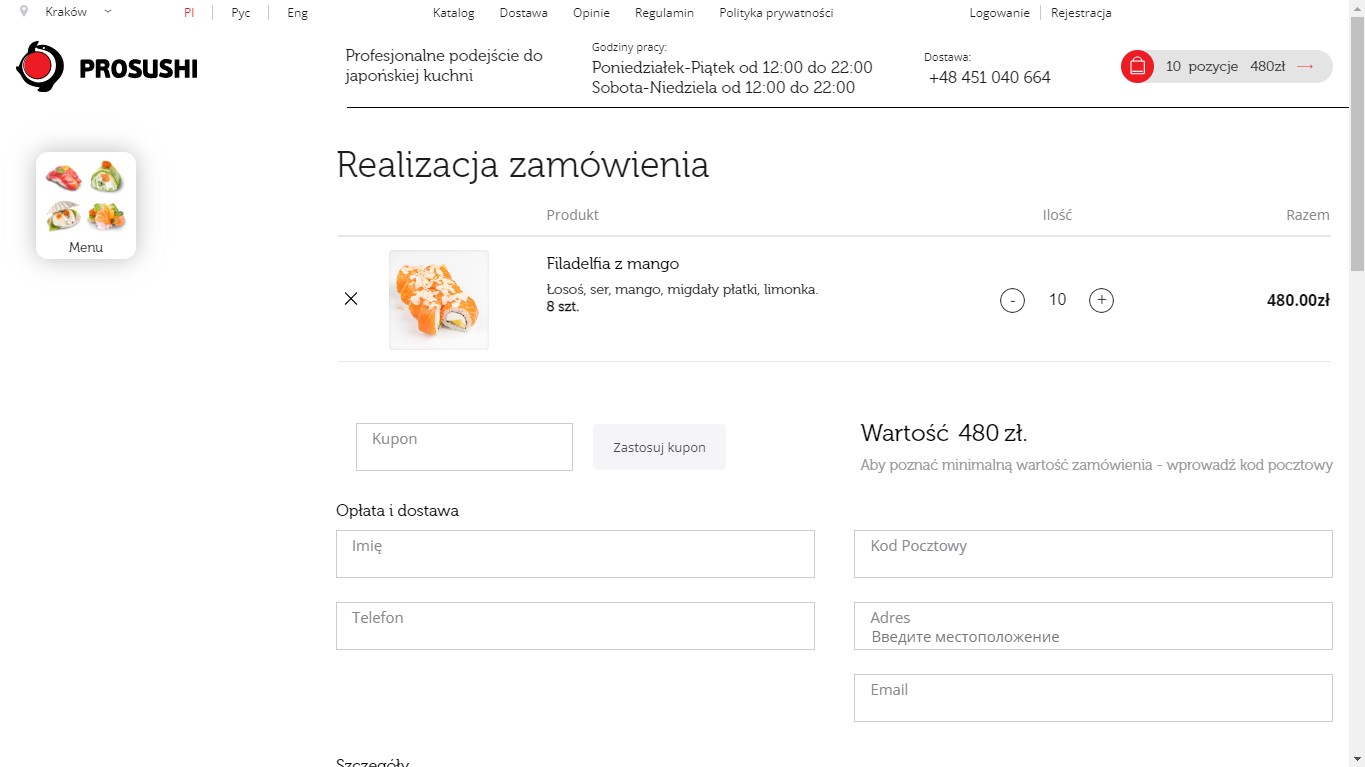 Kraków
Pl
Рус
Eng
Katalog
Dostawa
Opinie
Regulamin
Polityka prywatności
Logowanie
Rejestracja
PROSUSHI
Profesjonalne podejście do
japońskiej kuchni
Godziny pracy:
Poniedziałek-Piątek od 12:00 do 22:00
Sobota-Niedziela od 12:00 do 22:00
Dostawa:
+48 451 040 664
10 pozycje 480zł
Menu
Realizacja zamówienia
Produkt
Ilość
Razem
Filadelfia z mango
Łosoś, ser, mango, migdały płatki, limonka.
8 szt.
- 10 +
480.00zł
Kupon
Zastosuj kupon
Wartość 480 zł.
Aby poznać minimalną wartość zamówienia - wprowadź kod pocztowy
Opłata i dostawa
Imię
Kod Pocztowy
Telefon
Adres
Введите местоположение
Email
Szczegóły